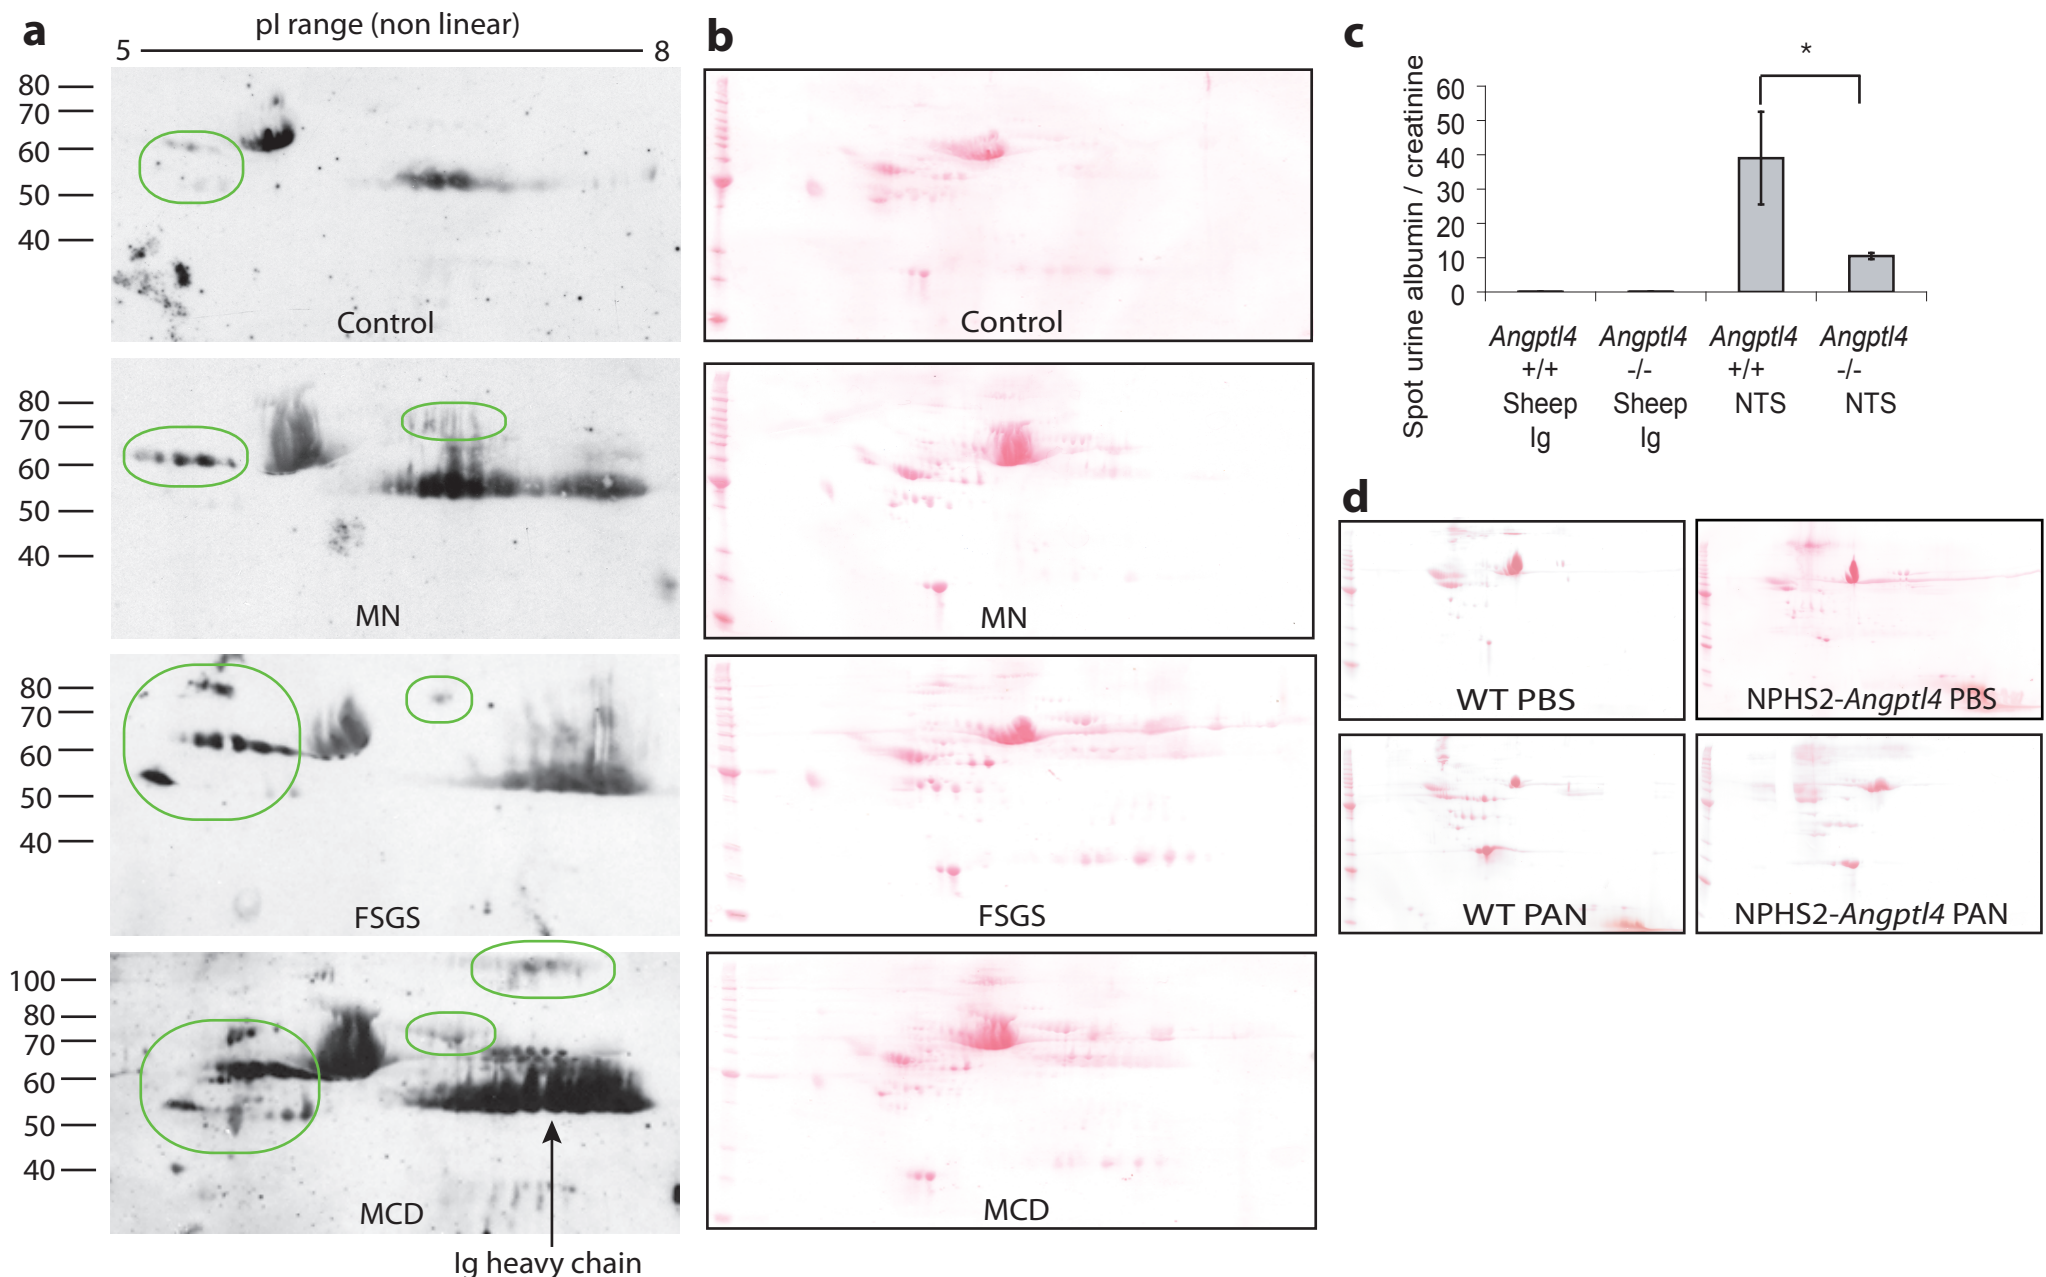 a
pI range (non linear)
5 8
80
70
60
50
40
Control
80
70
60
50
40
MN
80
70
60
50
40
FSGS
100
80
70
60
50
40
MCD
Ig heavy chain
b
Control
MN
FSGS
MCD
c
*
Spot urine albumin / creatinine
60
50
40
30
20
10
0
Angptl4 Angptl4 Angptl4 Angptl4
+/+ -/- +/+ -/-
Sheep Sheep NTS NTS
Ig Ig
d
WT PBS
NPHS2-Angptl4 PBS
WT PAN
NPHS2-Angptl4 PAN